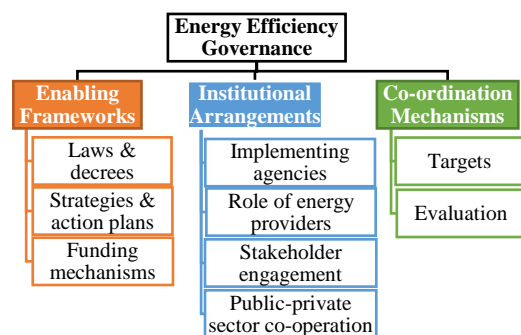 Energy Efficiency
Governance
Enabling
Frameworks
Laws &
decrees
Strategies &
action plans
Funding
mechanisms
Institutional
Arrangements
Implementing
agencies
Role of energy
providers
Stakeholder
engagement
Public-private
sector co-operation
Co-ordination
Mechanisms
Targets
Evaluation